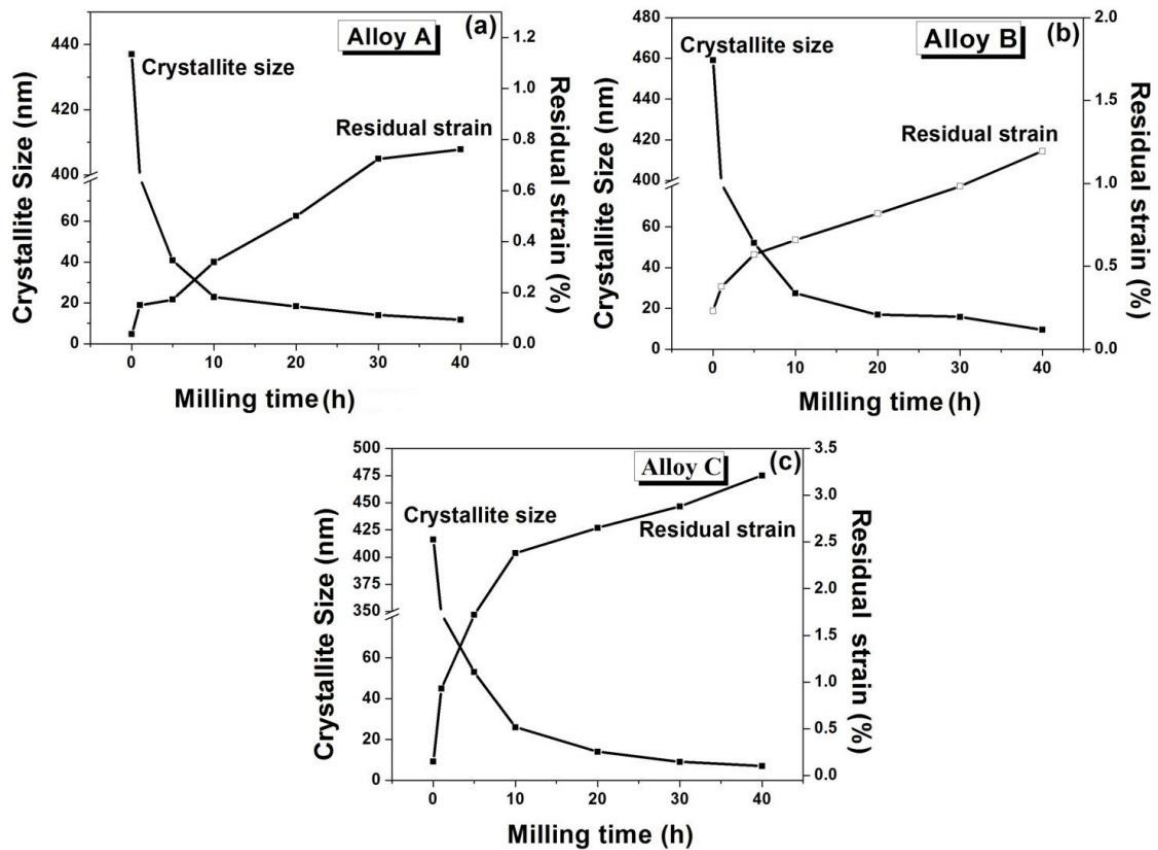 Alloy A
(a)
Crystallite size
Residual strain
Crystallite Size (nm)
440
420
400
60
40
20
0
Residual strain (%)
1.2
1.0
0.8
0.6
0.4
0.2
0.0
0 10 20 30 40
Milling time (h)
Alloy B
(b)
Crystallite size
Residual strain
Crystallite Size (nm)
480
460
440
420
400
80
60
40
20
0
Residual strain (%)
2.0
1.5
1.0
0.5
0.0
0 10 20 30 40
Milling time (h)
Alloy C
(c)
Crystallite size
Residual strain
Crystallite Size (nm)
500
475
450
425
400
375
350
60
40
20
0
Residual strain (%)
3.5
3.0
2.5
2.0
1.5
1.0
0.5
0.0
0 10 20 30 40
Milling time (h)